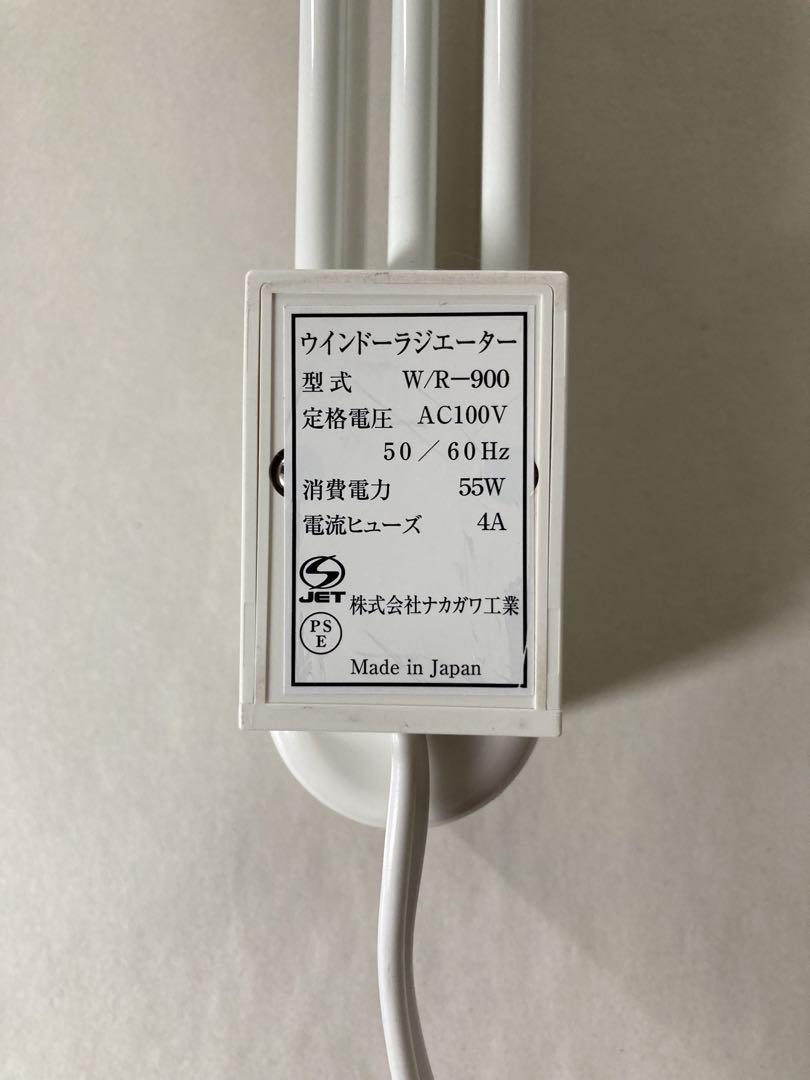 ウインドーラジエーター
型式 W/R-900
定格電圧 AC100V
50/60Hz
消費電力 55W
電流ヒューズ 4A
JET
株式会社ナカガワ工業
PS
E
Made in Japan